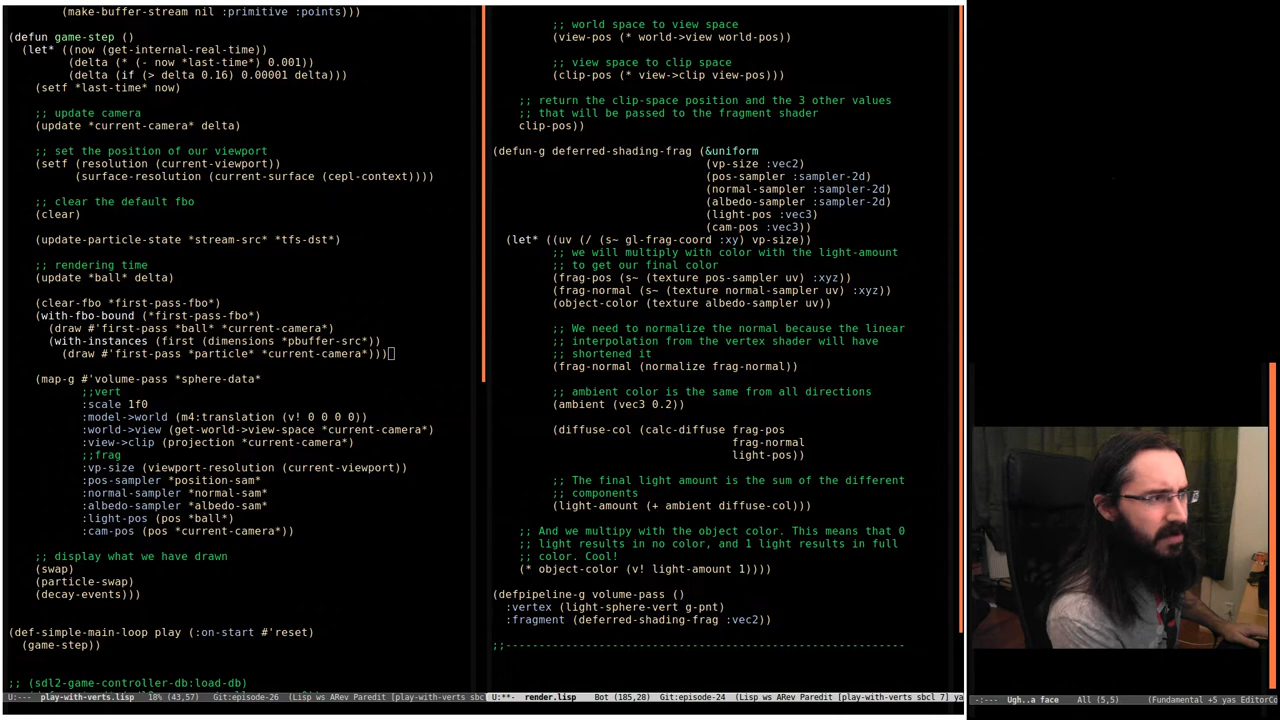 (make-buffer-stream nil :primitive :points)))
(defun game-step ()
(let* ((now (get-internal-real-time))
(delta (* (- now *last-time*) 0.001))
(delta (if (> delta 0.16) 0.00001 delta)))
(setf *last-time* now)
;; update camera
(update *current-camera* delta)
;; set the position of our viewport
(setf (resolution (current-viewport))
(surface-resolution (current-surface (cepl-context))))
;; clear the default fbo
(clear)
(update-particle-state *stream-src* *tfs-dst*)
;; rendering time
(update *ball* delta)
(clear-fbo *first-pass-fbo*)
(with-fbo-bound (*first-pass-fbo*)
(draw #'first-pass *ball* *current-camera*)
(with-instances (first (dimensions *pbuffer-src*))
(draw #'first-pass *particle* *current-camera*)))
(map-g #'volume-pass *sphere-data*
;;vert
:scale 1f0
:model->world (m4:translation (v! 0 0 0 0))
:world->view (get-world->view-space *current-camera*)
:view->clip (projection *current-camera*)
;;frag
:vp-size (viewport-resolution (current-viewport))
:pos-sampler *position-sam*
:normal-sampler *normal-sam*
:albedo-sampler *albedo-sam*
:light-pos (pos *ball*)
:cam-pos (pos *current-camera*))
;; display what we have drawn
(swap)
(particle-swap)
(decay-events)))
(def-simple-main-loop play (:on-start #'reset)
(game-step))
;; (sdl2-game-controller-db:load-db)
U:--- play-with-verts.lisp 18% (43,57) Git:episode-26 (Lisp ws ARev Paredit [play-with-verts sbc
;; world space to view space
(view-pos (* world->view world-pos))
;; view space to clip space
(clip-pos (* view->clip view-pos)))
;; return the clip-space position and the 3 other values
;; that will be passed to the fragment shader
clip-pos))
(defun-g deferred-shading-frag (&uniform
(vp-size :vec2)
(pos-sampler :sampler-2d)
(normal-sampler :sampler-2d)
(albedo-sampler :sampler-2d)
(light-pos :vec3)
(cam-pos :vec3))
(let* ((uv (/ (s~ gl-frag-coord :xy) vp-size))
;; we will multiply with color with the light-amount
;; to get our final color
(frag-pos (s~ (texture pos-sampler uv) :xyz))
(frag-normal (s~ (texture normal-sampler uv) :xyz))
(object-color (texture albedo-sampler uv))
;; We need to normalize the normal because the linear
;; interpolation from the vertex shader will have
;; shortened it
(frag-normal (normalize frag-normal))
;; ambient color is the same from all directions
(ambient (vec3 0.2))
(diffuse-col (calc-diffuse frag-pos
frag-normal
light-pos))
;; The final light amount is the sum of the different
;; components
(light-amount (+ ambient diffuse-col)))
;; And we multipy with the object color. This means that 0
;; light results in no color, and 1 light results in full
;; color. Cool!
(* object-color (v! light-amount 1))))
(defpipeline-g volume-pass ()
:vertex (light-sphere-vert g-pnt)
:fragment (deferred-shading-frag :vec2))
;;------------------------------------------------------------
U:**- render.lisp Bot (185,28) Git:episode-24 (Lisp ws ARev Paredit [play-with-verts sbcl 7] ya
-:--- Ugh..a face All (5,5) (Fundamental +5 yas EditorCo